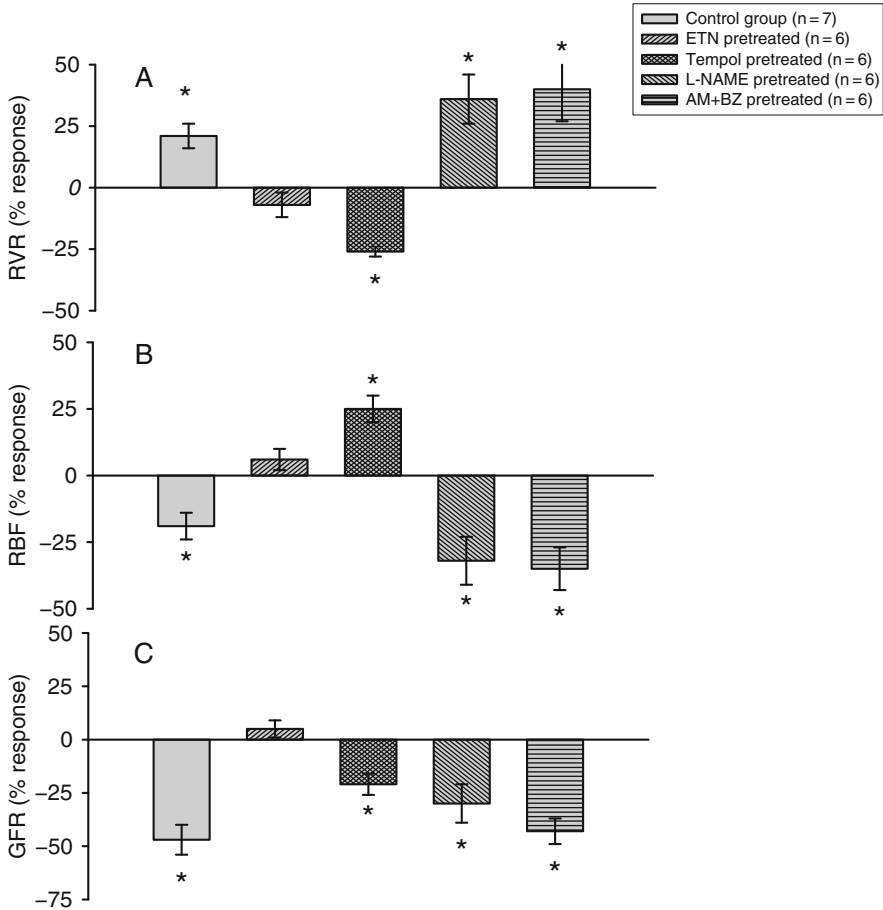 Control group (n = 7)
ETN pretreated (n = 6)
Tempol pretreated (n = 6)
L-NAME pretreated (n = 6)
AM+BZ pretreated (n = 6)
A
RVR (% response)
50
25
0
−25
−50
* * * * *
B
RBF (% response)
50
25
0
−25
−50
* * * *
C
GFR (% response)
50
25
0
−25
−50
−75
* * * *